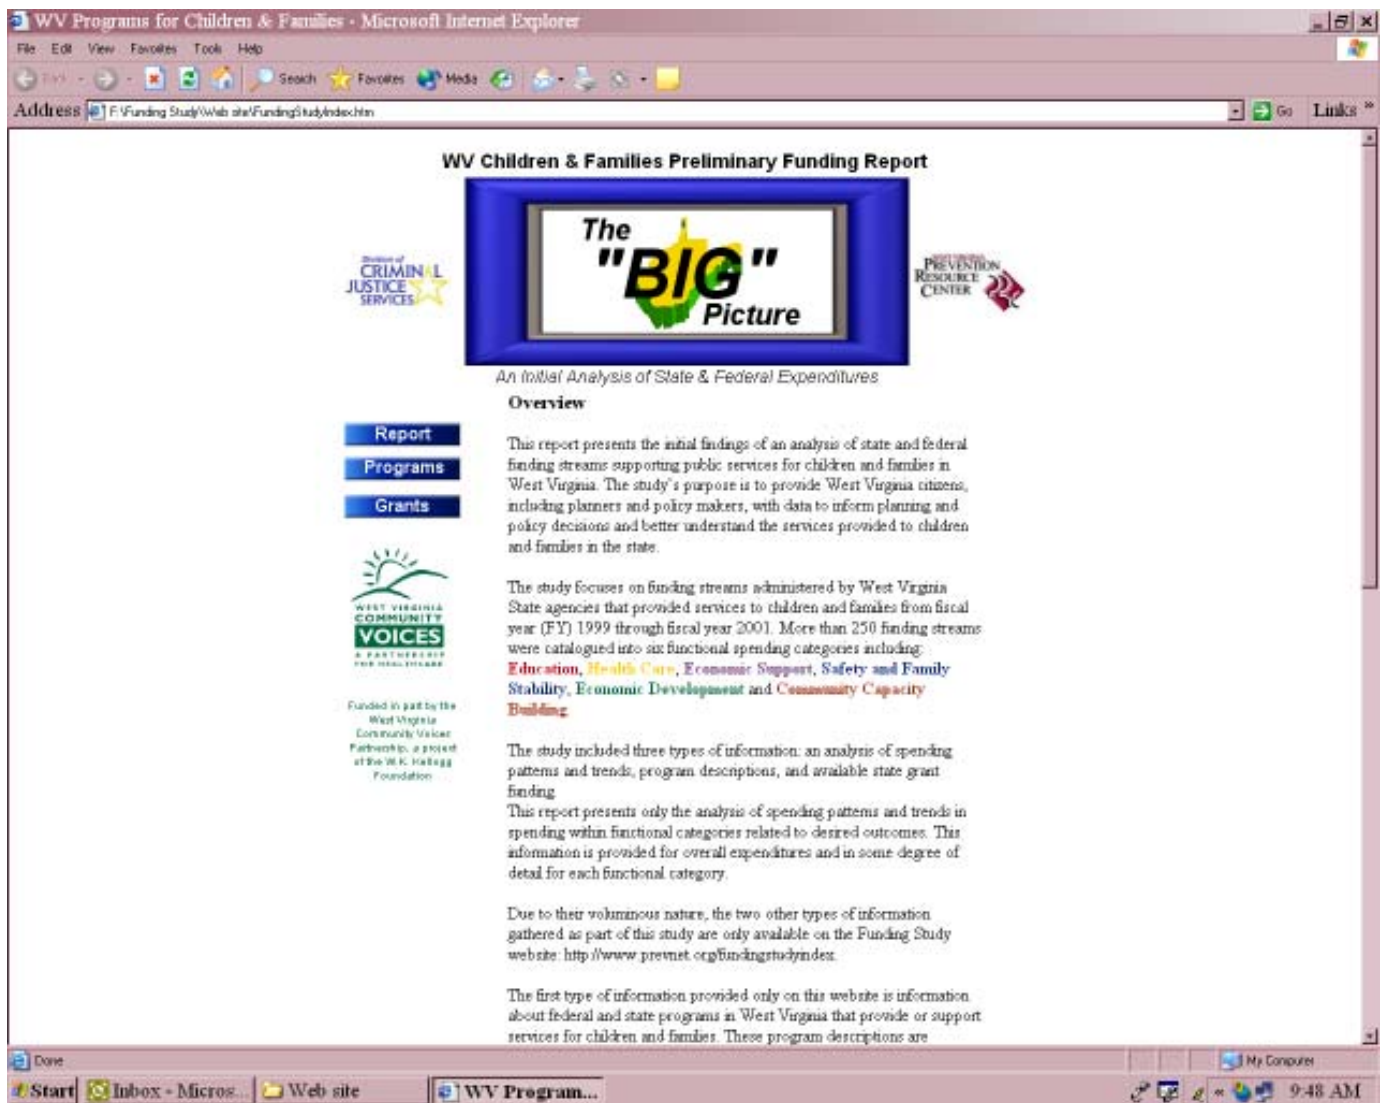 WV Programs for Children & Families - Microsoft Internet Explorer
File Edit View Favorites Tools Help
Back Search Favorites Media
Address F:\Funding Study\Web site\FundingStudyIndex.htm Go Links »
WV Children & Families Preliminary Funding Report
The
"BIG"
Picture
Division of
CRIMINAL
JUSTICE
SERVICES
WEST VIRGINIA
PREVENTION
RESOURCE
CENTER
An Initial Analysis of State & Federal Expenditures
Overview
Report
Programs
Grants
WEST VIRGINIA
COMMUNITY
VOICES
A PARTNERSHIP
FOR HEALTHCARE
Funded in part by the
West Virginia
Community Voices
Partnership, a project
of the W.K. Kellogg
Foundation
This report presents the initial findings of an analysis of state and federal
funding streams supporting public services for children and families in
West Virginia. The study's purpose is to provide West Virginia citizens,
including planners and policy makers, with data to inform planning and
policy decisions and better understand the services provided to children
and families in the state.
The study focuses on funding streams administered by West Virginia
State agencies that provided services to children and families from fiscal
year (FY) 1999 through fiscal year 2001. More than 250 funding streams
were catalogued into six functional spending categories including:
Education, Health Care, Economic Support, Safety and Family
Stability, Economic Development and Community Capacity
Building.
The study included three types of information: an analysis of spending
patterns and trends, program descriptions, and available state grant
funding.
This report presents only the analysis of spending patterns and trends in
spending within functional categories related to desired outcomes. This
information is provided for overall expenditures and in some degree of
detail for each functional category.
Due to their voluminous nature, the two other types of information
gathered as part of this study are only available on the Funding Study
website: http://www.prevnet.org/fundingstudyindex.
The first type of information provided only on this website is information
about federal and state programs in West Virginia that provide or support
services for children and families. These program descriptions are
Done My Computer
Start Inbox - Micros... Web site WV Program... « 9:48 AM